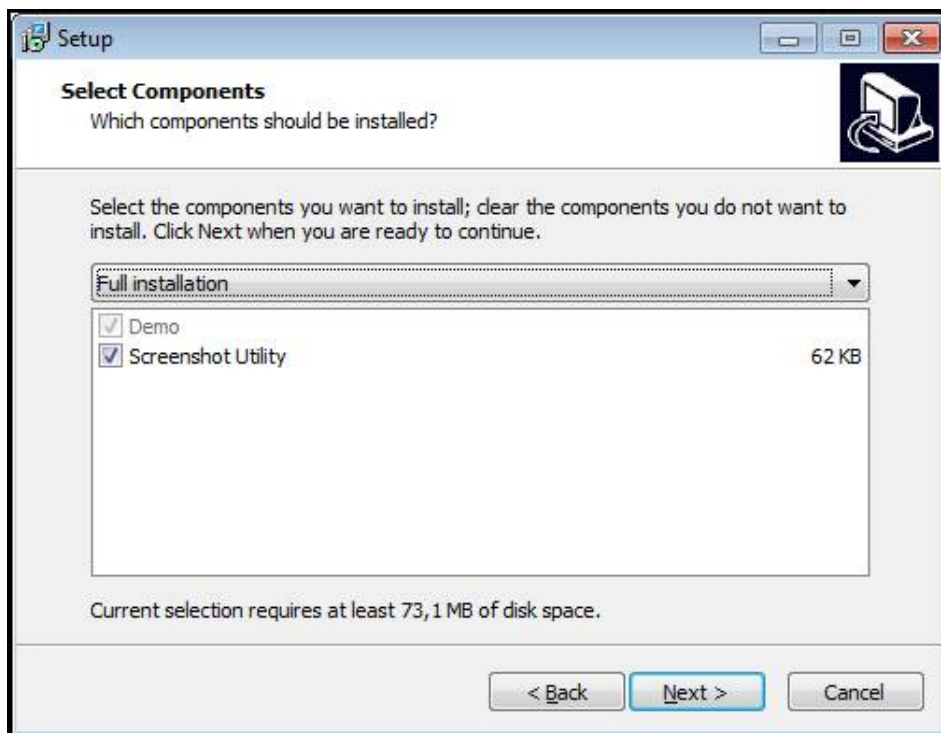 Setup
Select Components
Which components should be installed?
Select the components you want to install; clear the components you do not want to
install. Click Next when you are ready to continue.
Full installation
Demo
Screenshot Utility 62 KB
Current selection requires at least 73,1 MB of disk space.
< Back Next > Cancel